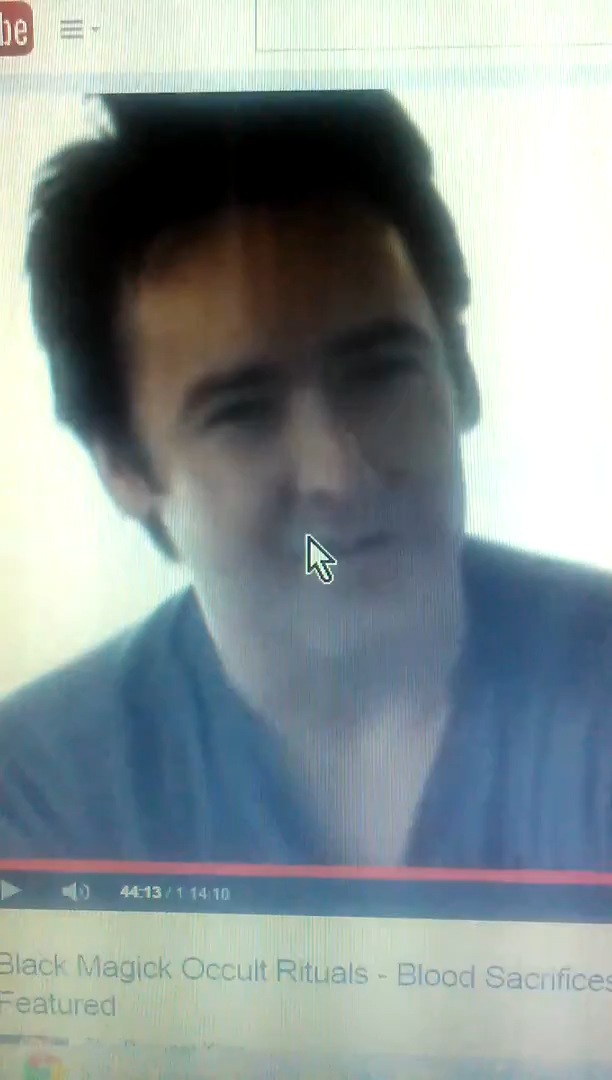 be
44:13 / 1 14:10
Black Magick Occult Rituals - Blood Sacrifices
Featured